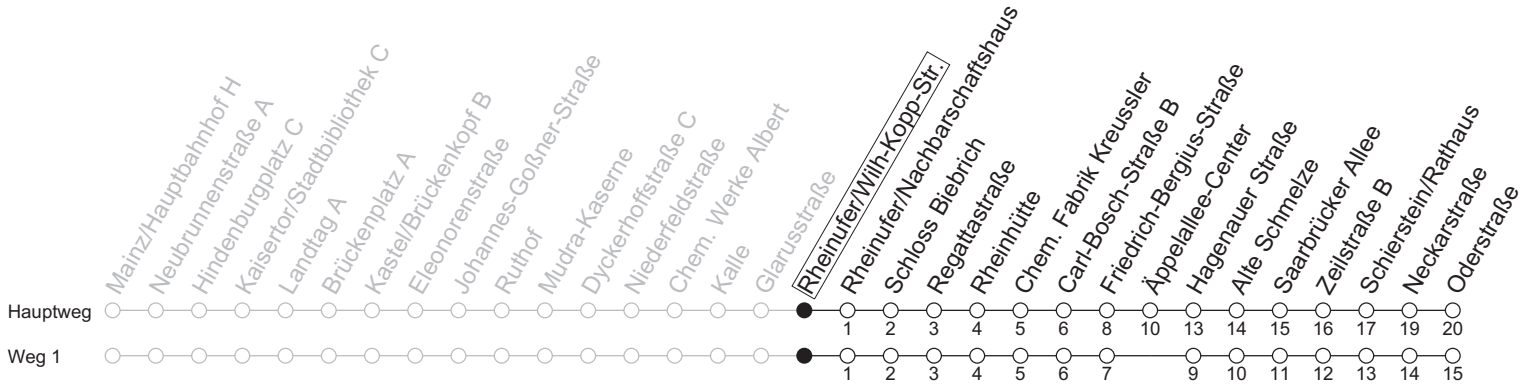 Mainz/Hauptbahnhof H
Neubrunnenstraße A
Hindenburgplatz C
Kaisertor/Stadtbibliothek C
Landtag A
Brückenplatz A
Kastel/Brückenkopf B
Eleonorenstraße
Johannes-Goßner-Straße
Ruthof
Mudra-Kaserne
Dyckerhoffstraße C
Niederfeldstraße
Chem. Werke Albert
Kalle
Glarusstraße
Rheinufer/Wilh-Kopp-Str.
Rheinufer/Nachbarschaftshaus
Schloss Biebrich
Regattastraße
Rheinhütte
Chem. Fabrik Kreussler
Carl-Bosch-Straße B
Friedrich-Bergius-Straße
Äppelallee-Center
Hagenauer Straße
Alte Schmelze
Saarbrücker Allee
Zeilstraße B
Schierstein/Rathaus
Neckarstraße
Oderstraße
Hauptweg
1 2 3 4 5 6 8 10 13 14 15 16 17 19 20
Weg 1
1 2 3 4 5 6 7 9 10 11 12 13 14 15